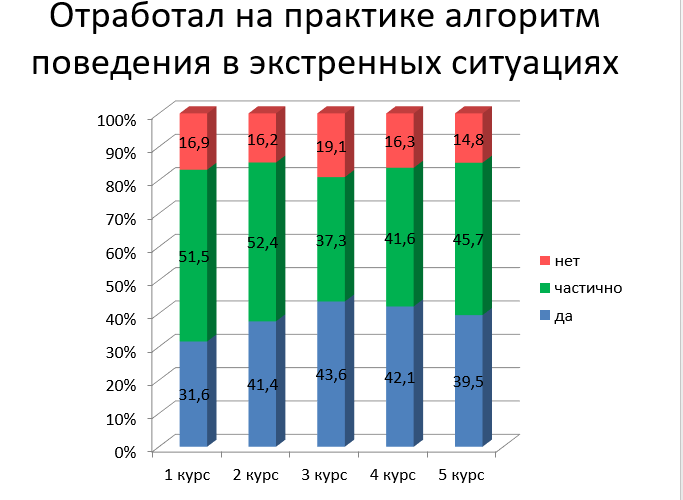 Отработал на практике алгоритм
поведения в экстренных ситуациях
100%
90%
80%
70%
60%
50%
40%
30%
20%
10%
0%
16,9 16,2 19,1 16,3 14,8
51,5 52,4 37,3 41,6 45,7
31,6 41,4 43,6 42,1 39,5
1 курс 2 курс 3 курс 4 курс 5 курс
нет
частично
да